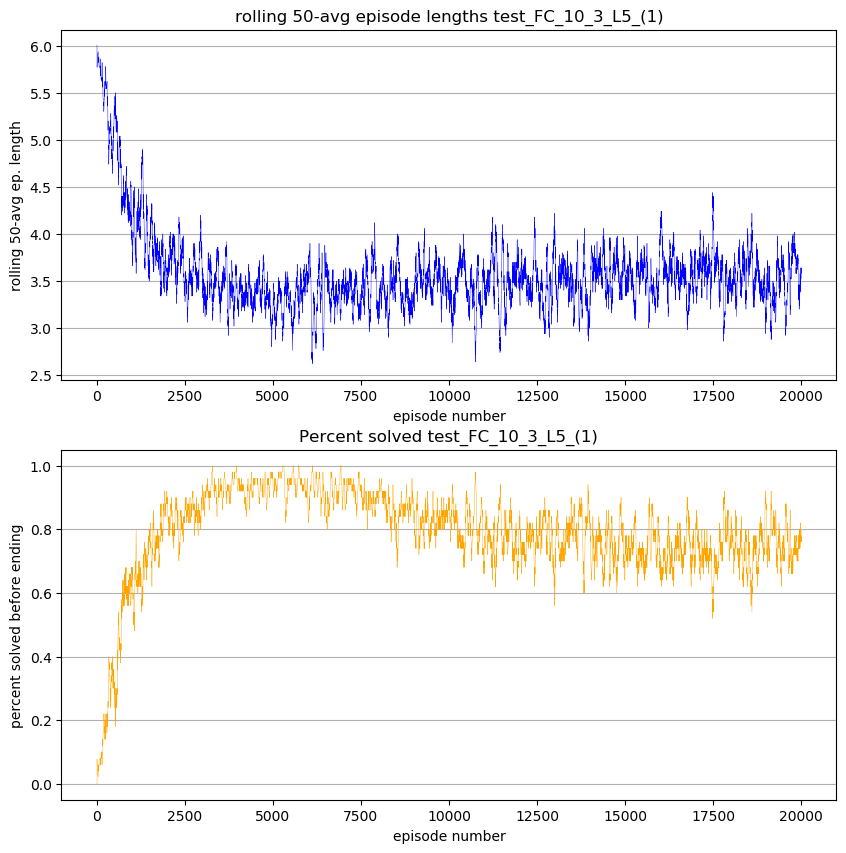 rolling 50-avg episode lengths test_FC_10_3_L5_(1)
6.0
5.5
5.0
4.5
4.0
3.5
3.0
2.5
rolling 50-avg ep. length
0 2500 5000 7500 10000 12500 15000 17500 20000
episode number
Percent solved test_FC_10_3_L5_(1)
1.0
0.8
0.6
0.4
0.2
0.0
percent solved before ending
0 2500 5000 7500 10000 12500 15000 17500 20000
episode number